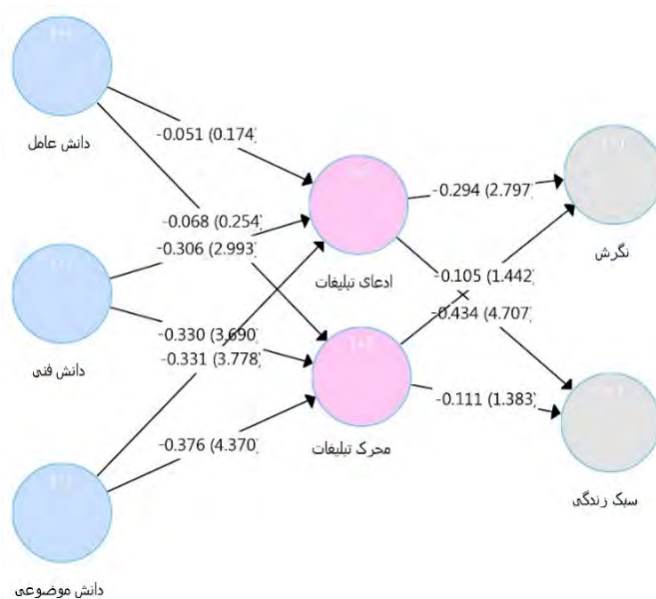 دانش عامل
-0.051 (0.174)
-0.068 (0.254)
-0.306 (2.993)
ادعای تبلیغات
-0.294 (2.797)
نگرش
-0.105 (1.442)
-0.434 (4.707)
دانش فنی
-0.330 (3.690)
-0.331 (3.778)
-0.376 (4.370)
محرک تبلیغات
-0.111 (1.383)
سبک زندگی
دانش موضوعی